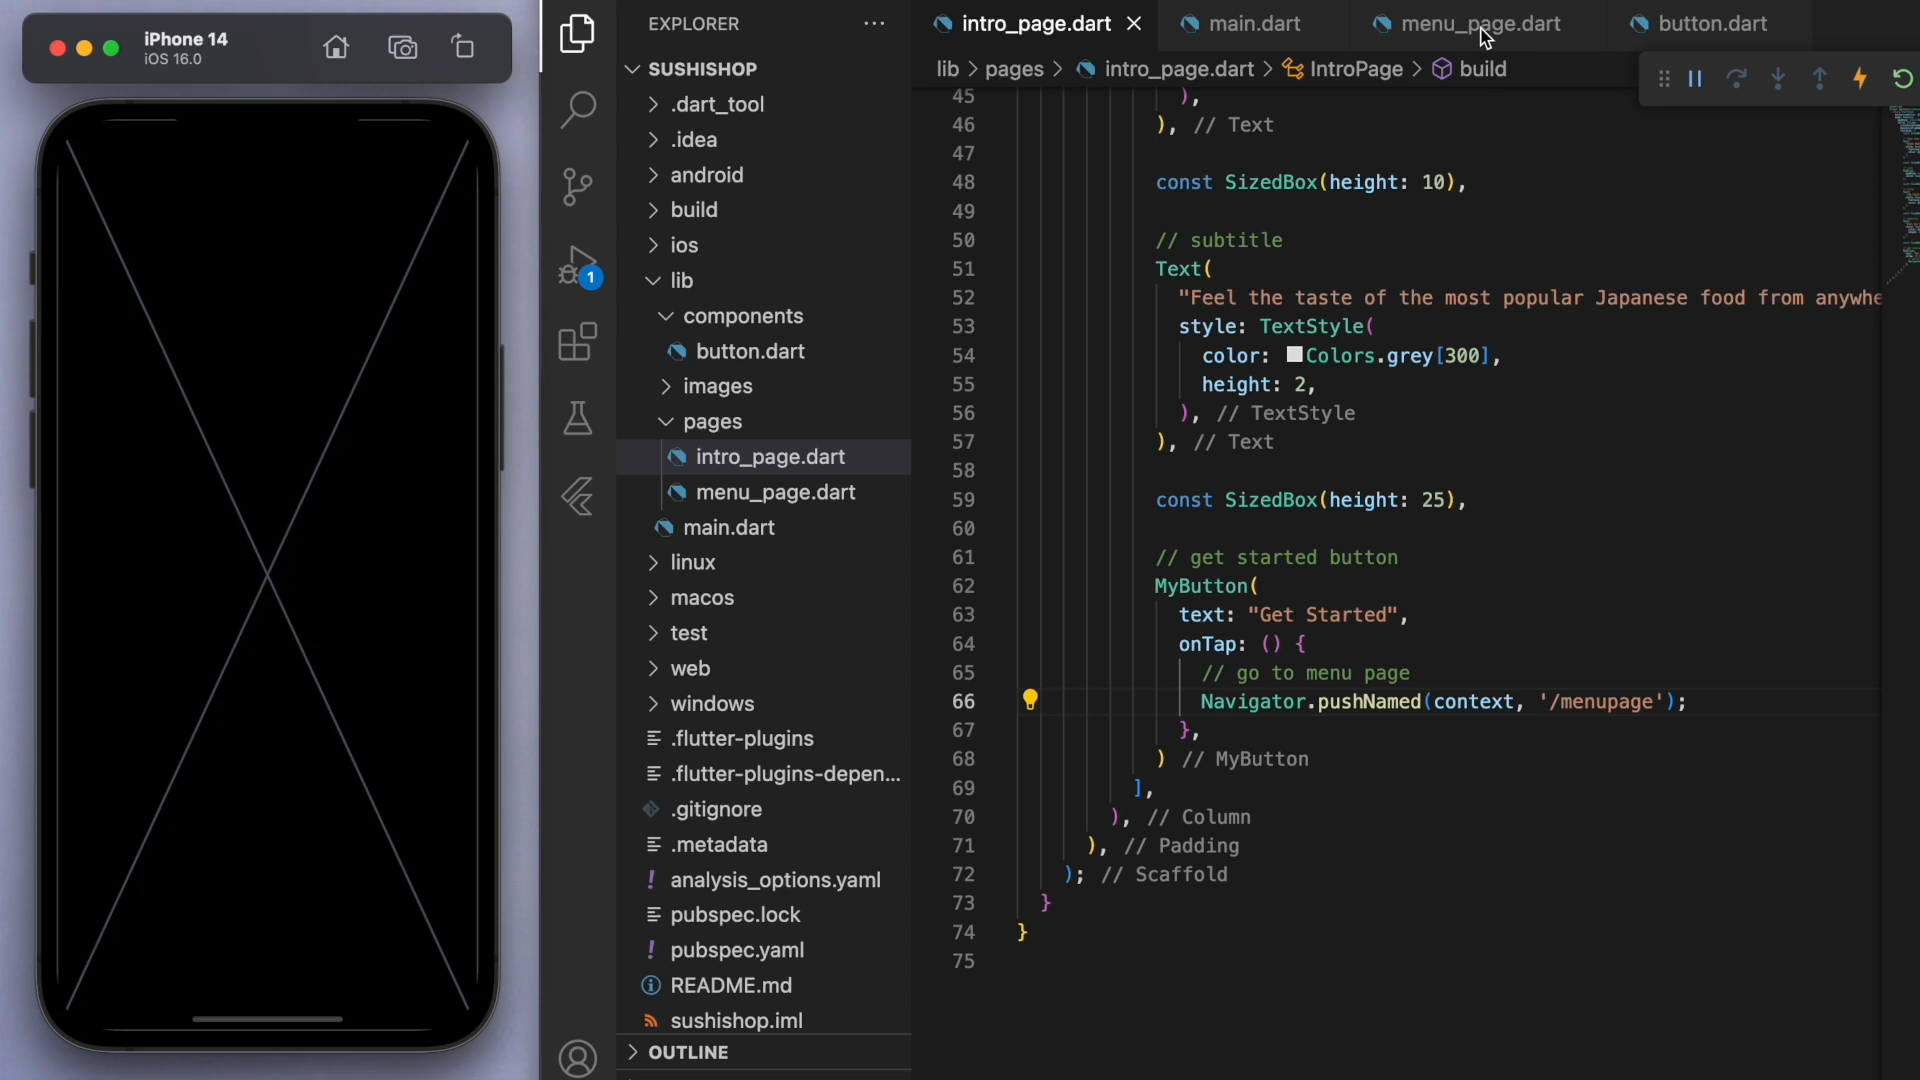 iPhone 14
iOS 16.0
EXPLORER
SUSHISHOP
.dart_tool
.idea
android
build
ios
lib
components
button.dart
images
pages
intro_page.dart
menu_page.dart
main.dart
linux
macos
test
web
windows
.flutter-plugins
.flutter-plugins-depen...
.gitignore
.metadata
! analysis_options.yaml
pubspec.lock
! pubspec.yaml
README.md
sushishop.iml
OUTLINE
1
intro_page.dart
main.dart
menu_page.dart
button.dart
lib > pages > intro_page.dart > IntroPage > build
45 ),
46 ), // Text
47
48 const SizedBox(height: 10),
49
50 // subtitle
51 Text(
52 "Feel the taste of the most popular Japanese food from anywhe
53 style: TextStyle(
54 color: Colors.grey[300],
55 height: 2,
56 ), // TextStyle
57 ), // Text
58
59 const SizedBox(height: 25),
60
61 // get started button
62 MyButton(
63 text: "Get Started",
64 onTap: () {
65 // go to menu page
66 Navigator.pushNamed(context, '/menupage');
67 },
68 ) // MyButton
69 ],
70 ), // Column
71 ), // Padding
72 ); // Scaffold
73 }
74 }
75